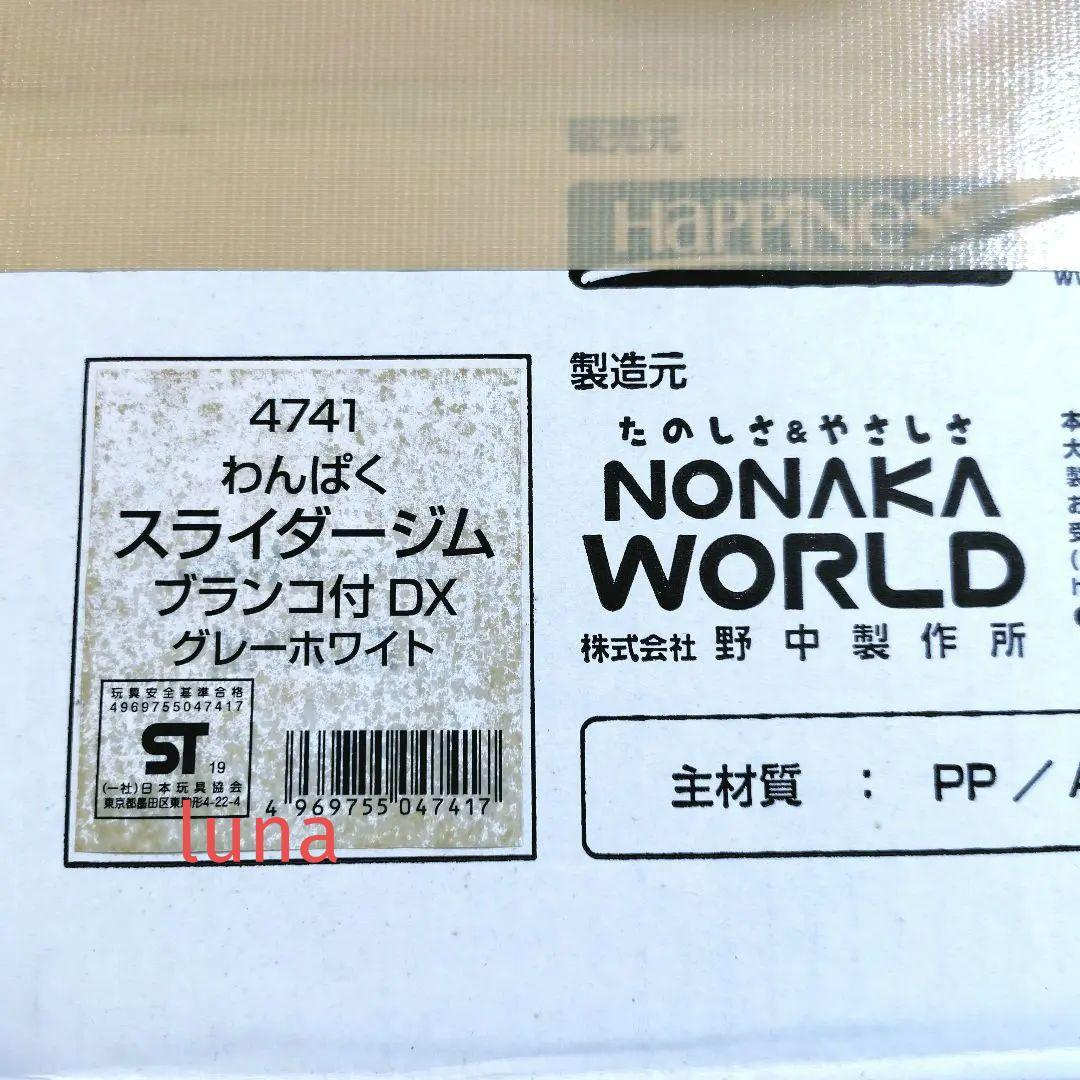 販売元
HaPPiNess
4741
わんぱく
スライダージム
ブランコ付 DX
グレーホワイト
玩具安全基準合格
4969755047417
ST 19
(一社)日本玩具協会
東京都墨田区東駒形4-22-4
4 969755 047417
luna
製造元
たのしさ&やさしさ
NONAKA
WORLD
株式会社 野中製作所
主材質 : PP /